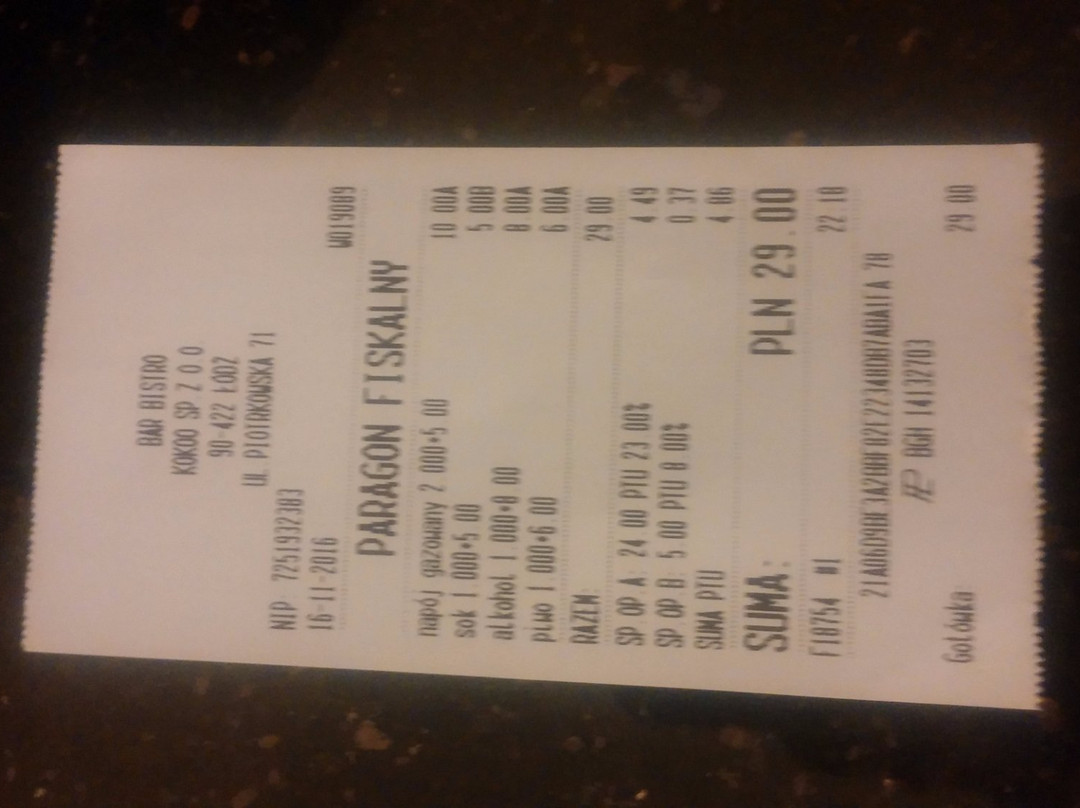 BAR BISTRO
KOKOO SP Z O O
90-422 ŁODZ
UL PIOTRKOWSKA 71
NIP 7251932383
16-11-2016 W019089
PARAGON FISKALNY
napój gazowany 2 000*5 00 10 00A
sok 1 000*5 00 5 00B
alkohol 1 000*8 00 8 00A
piwo 1 000*6 00 6 00A
RAZEM: 29 00
SP OP A: 24 00 PTU 23 00% 4 49
SP OP B: 5 00 PTU 8 00% 0 37
SUMA PTU 4 86
SUMA: PLN 29.00
F18754 #1 22 18
BGH 14132703
Gotówka: 29 00